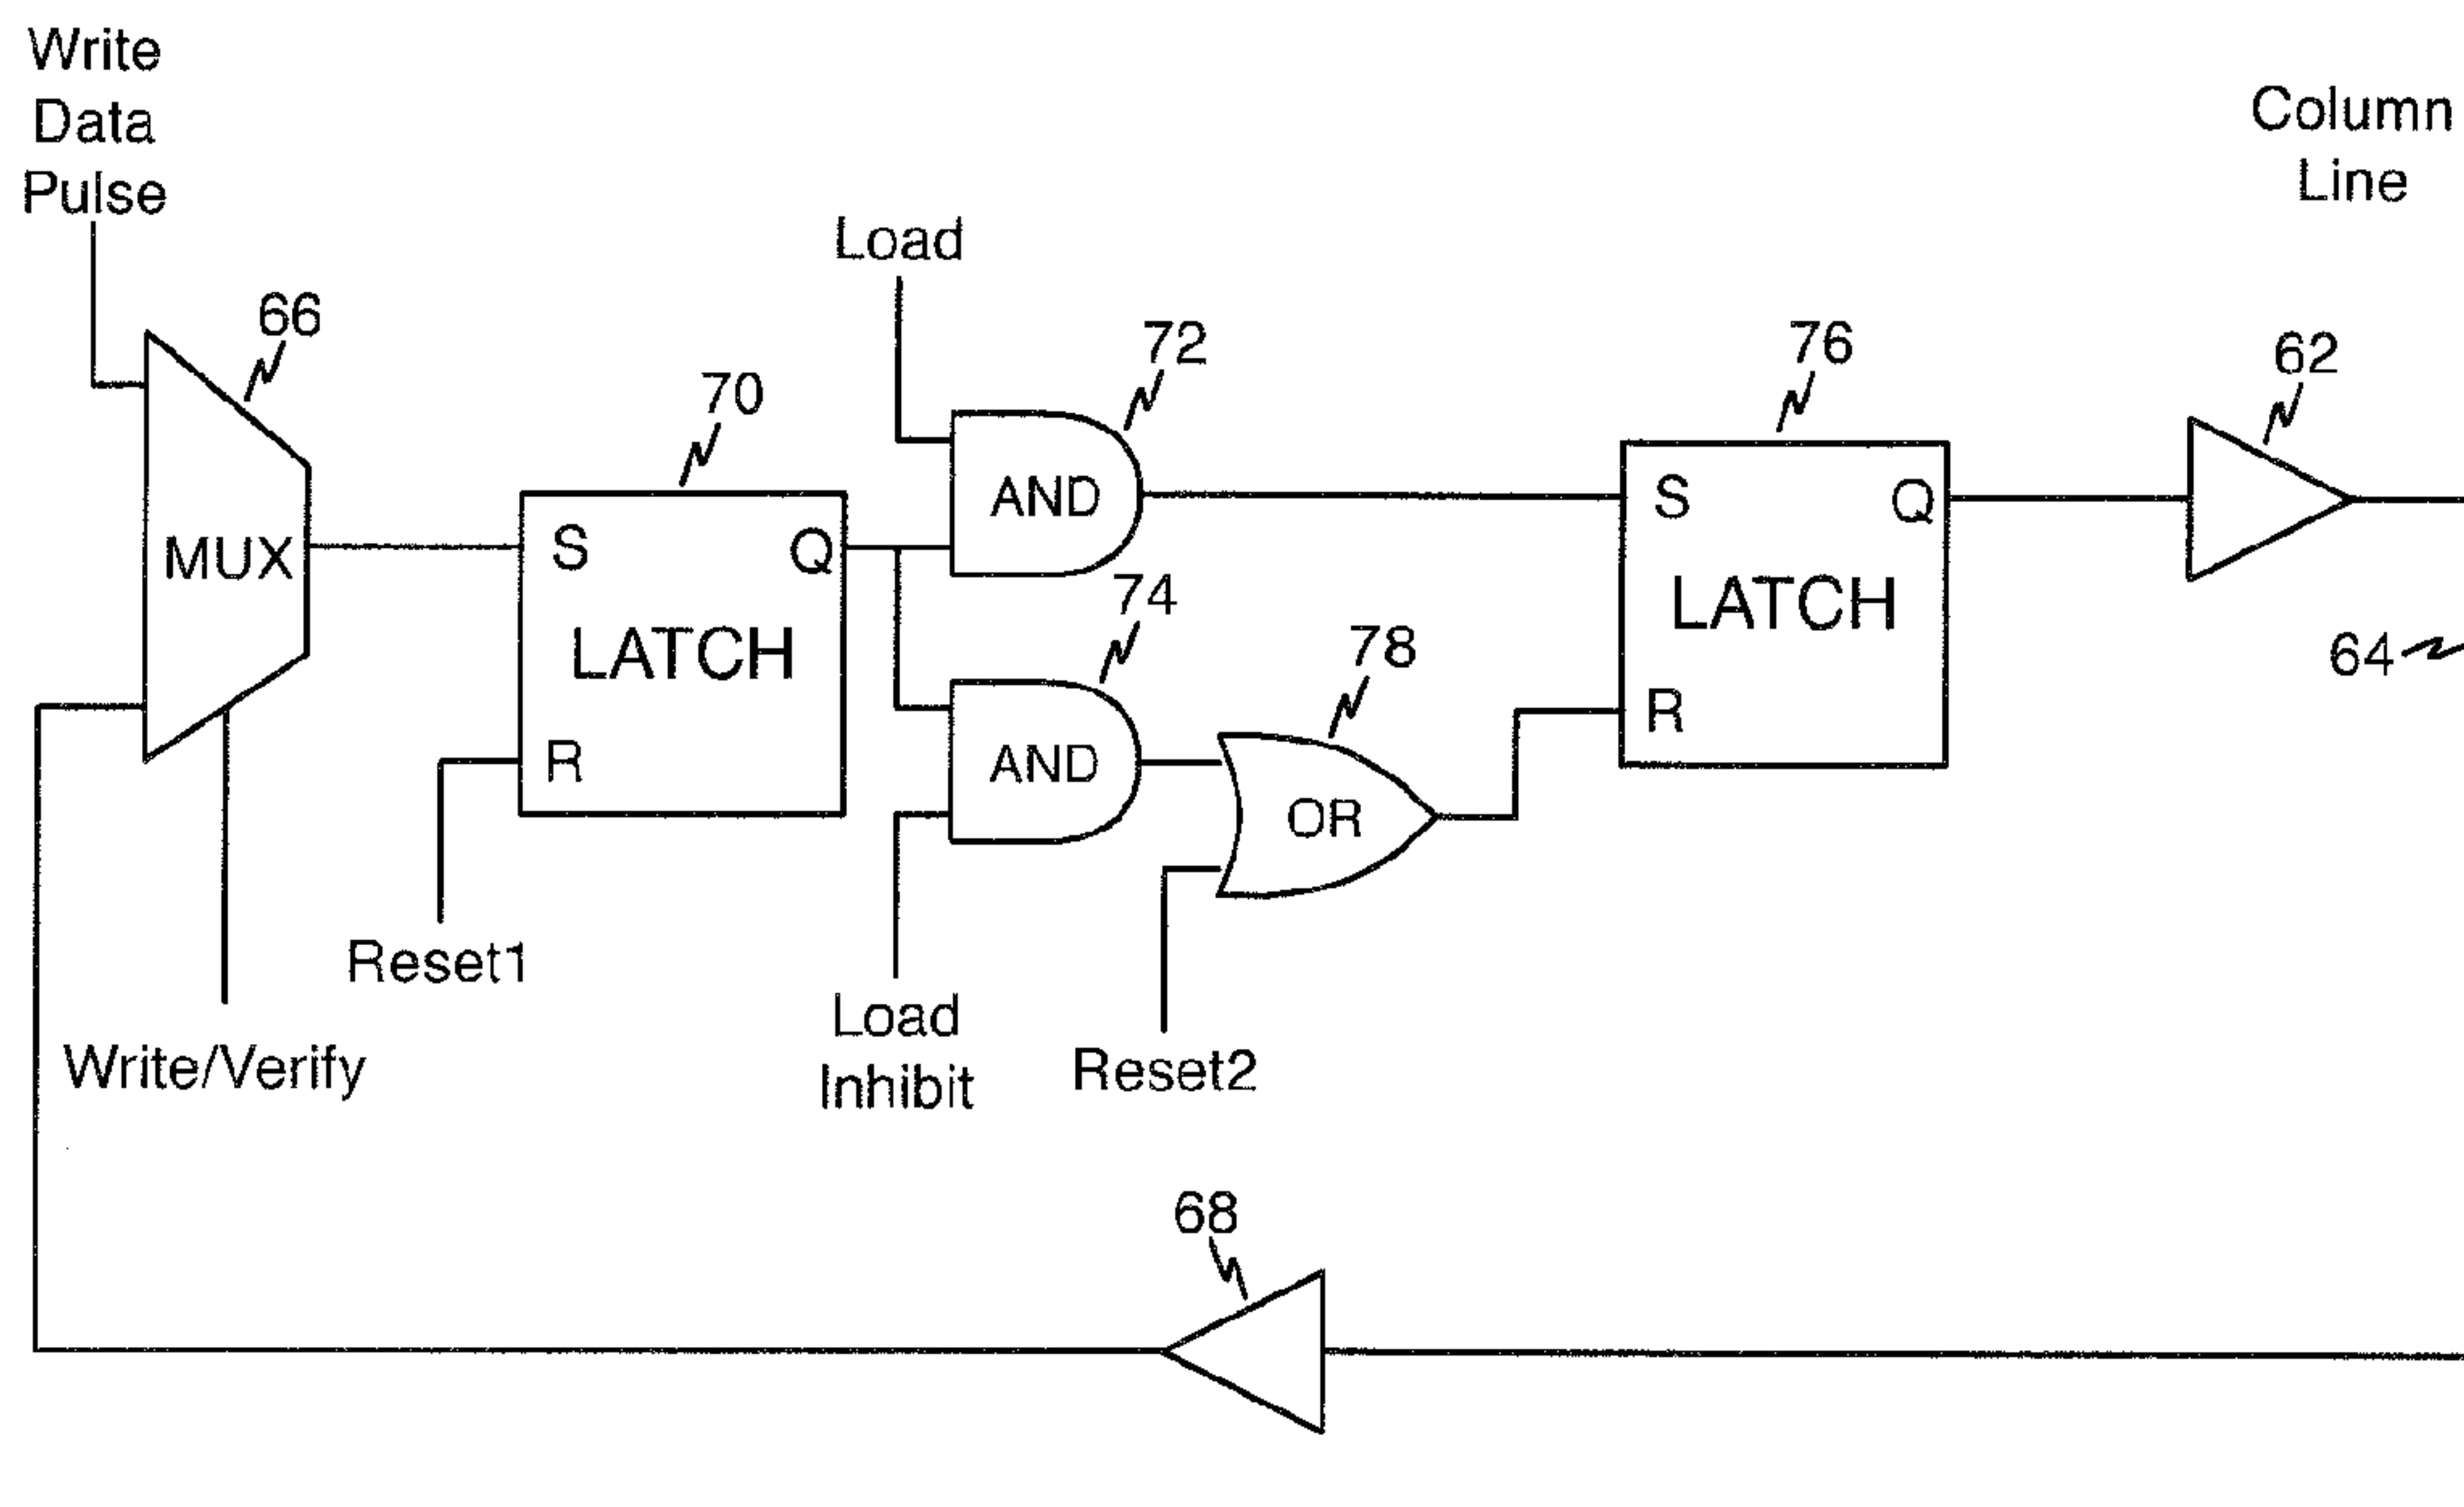 Write
Data
Pulse
66
MUX
Write/Verify
70
S
Q
LATCH
R
Reset1
Load
72
AND
74
AND
Load
Inhibit
78
OR
Reset2
76
S
Q
LATCH
R
62
Column
Line
64
68